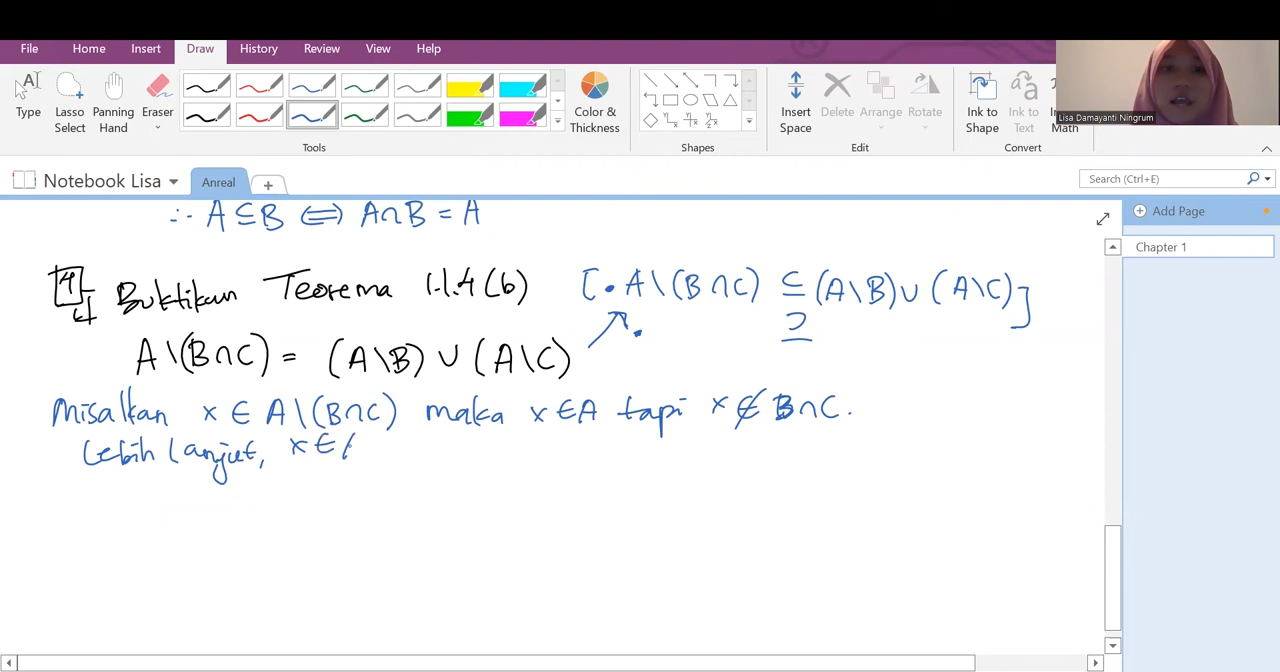 File Home Insert Draw History Review View Help
Type Lasso Select Panning Hand Eraser Color & Thickness Insert Space Delete Arrange Rotate Ink to Shape Ink to Text Math
Lisa Damayanti Ningrum
Tools Shapes Edit Convert
Notebook Lisa Anreal + Search (Ctrl+E)
Add Page
Chapter 1
∴ A ⊆ B ⟺ A ∩ B = A
4 Buktikan Teorema 1.1.4 (b) [• A \ (B ∩ C) ⊆ (A \ B) ∪ (A \ C)]
• ⊇
A \ (B ∩ C) = (A \ B) ∪ (A \ C)
Misalkan x ∈ A \ (B ∩ C) maka x ∈ A tapi x ∉ B ∩ C.
Lebih lanjut, x ∈